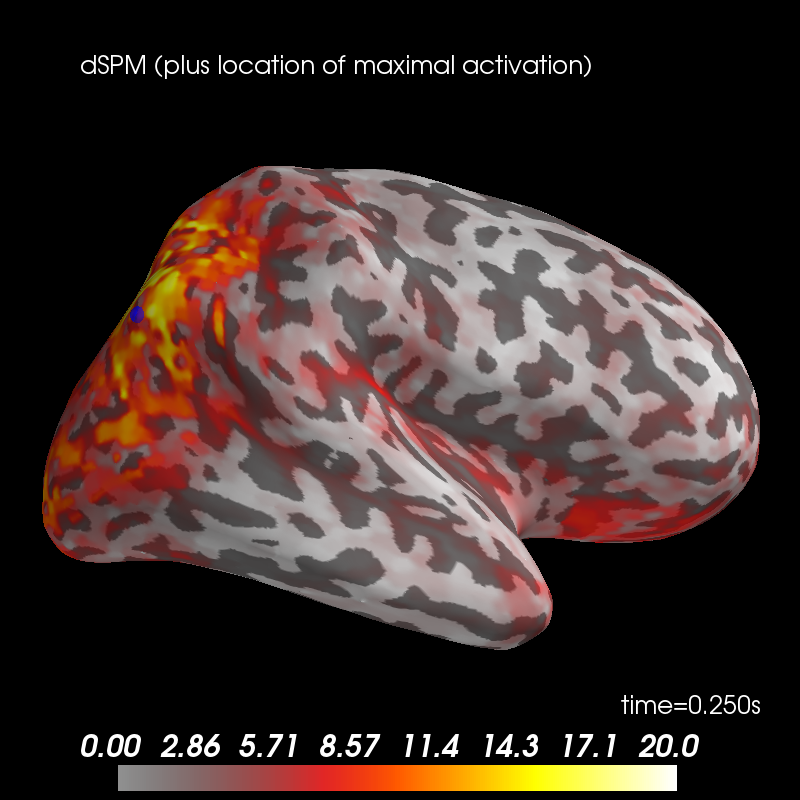 dSPM (plus location of maximal activation)
time=0.250s
0.00 2.86 5.71 8.57 11.4 14.3 17.1 20.0